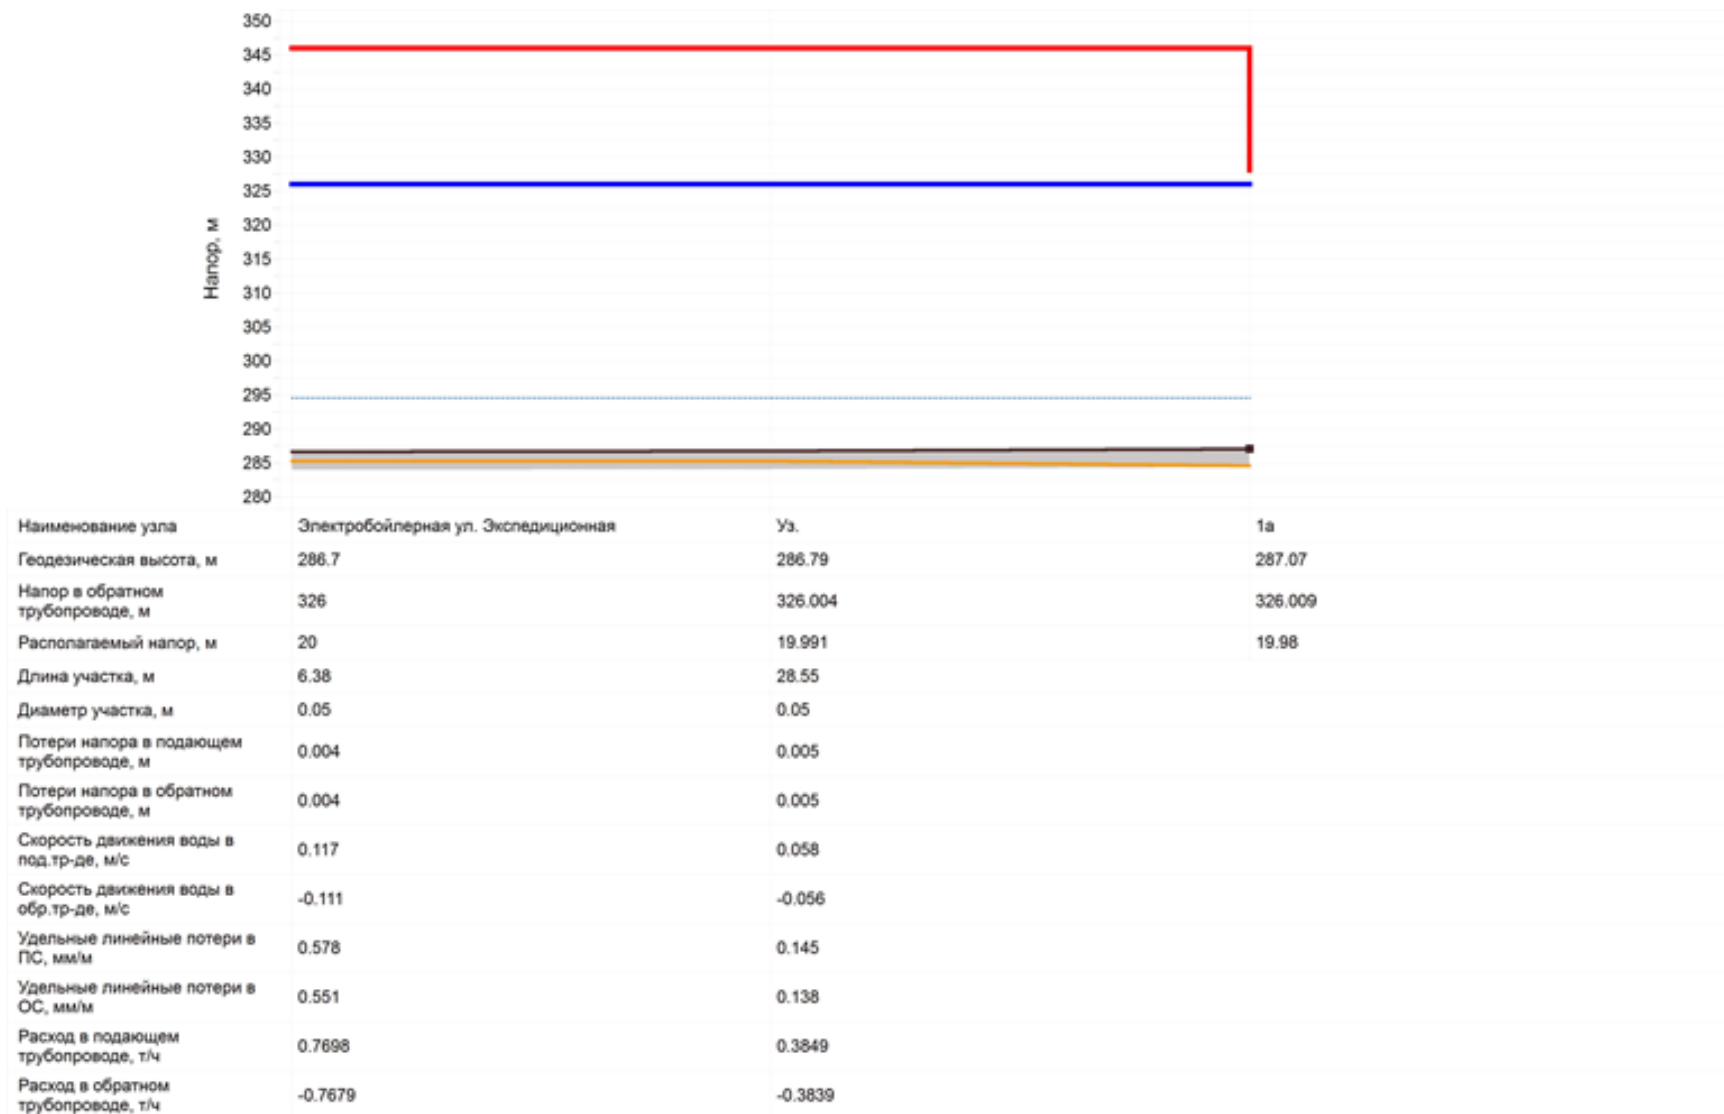 350
345
340
335
330
325
320
315
310
305
300
295
290
285
280
Напор, м
Наименование узла Электробойлерная ул. Экспедиционная Уз. 1а
Геодезическая высота, м 286.7 286.79 287.07
Напор в обратном
трубопроводе, м 326 326.004 326.009
Располагаемый напор, м 20 19.991 19.98
Длина участка, м 6.38 28.55
Диаметр участка, м 0.05 0.05
Потери напора в подающем
трубопроводе, м 0.004 0.005
Потери напора в обратном
трубопроводе, м 0.004 0.005
Скорость движения воды в
под.тр-де, м/с 0.117 0.058
Скорость движения воды в
обр.тр-де, м/с -0.111 -0.056
Удельные линейные потери в
ПС, мм/м 0.578 0.145
Удельные линейные потери в
ОС, мм/м 0.551 0.138
Расход в подающем
трубопроводе, т/ч 0.7698 0.3849
Расход в обратном
трубопроводе, т/ч -0.7679 -0.3839